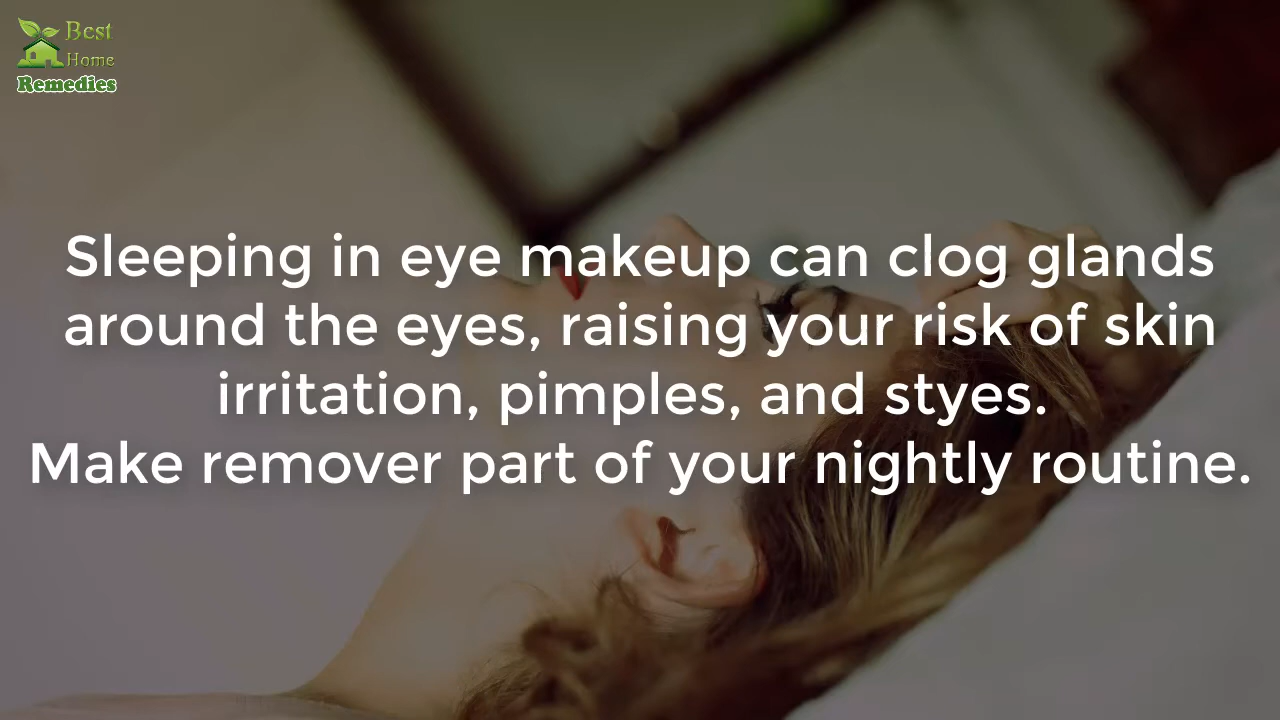 Best
Home
Remedies
Sleeping in eye makeup can clog glands
around the eyes, raising your risk of skin
irritation, pimples, and styes.
Make remover part of your nightly routine.